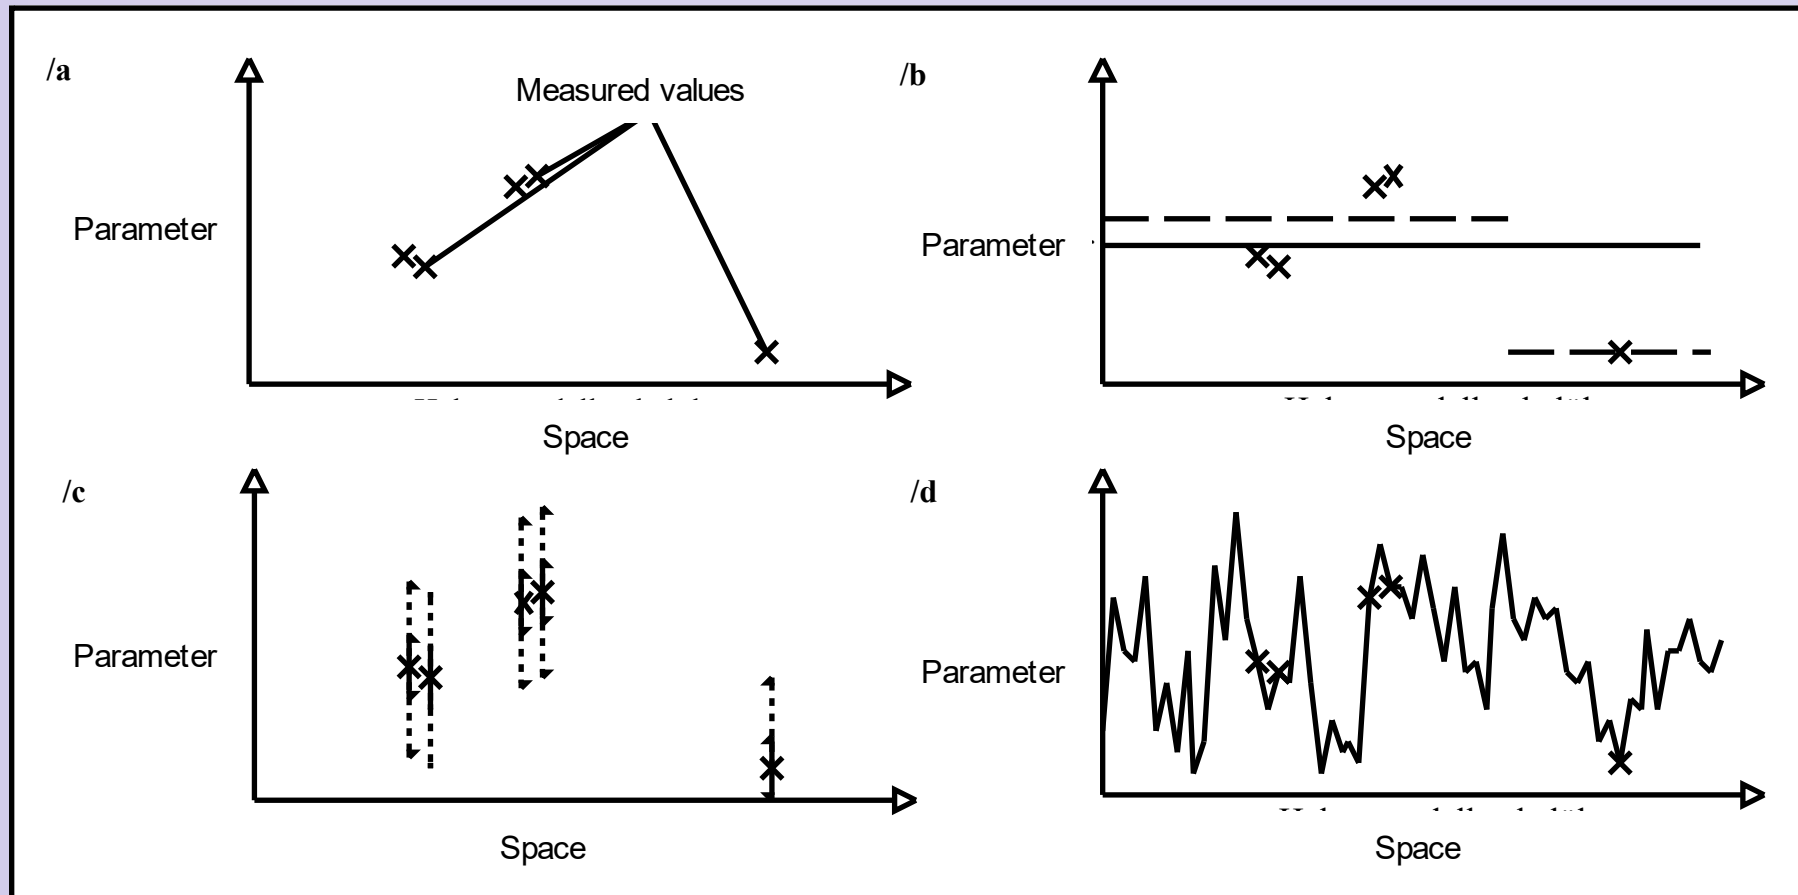 /a
Measured values
Parameter
Space
/b
Parameter
Space
/c
Parameter
Space
/d
Parameter
Space